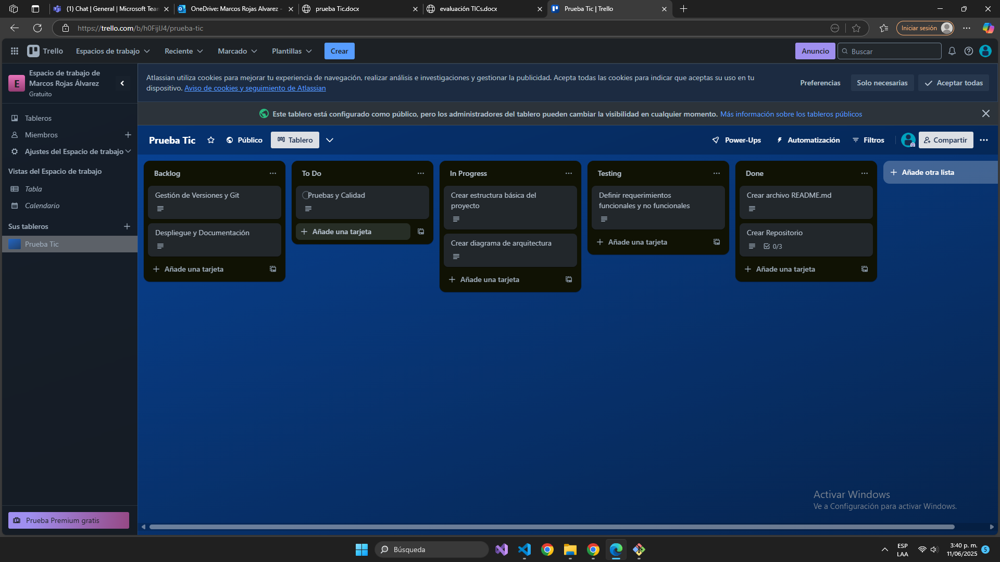 (1) Chat | General | Microsoft Team
OneDrive: Marcos Rojas Alvarez -
prueba Tic.docx
evaluación TICs.docx
Prueba Tic | Trello
https://trello.com/b/h0FijIJ4/prueba-tic
Iniciar sesión
Trello
Espacios de trabajo
Reciente
Marcado
Plantillas
Crear
Anuncio
Buscar
E
Espacio de trabajo de
Marcos Rojas Álvarez
Gratuito
Atlassian utiliza cookies para mejorar tu experiencia de navegación, realizar análisis e investigaciones y gestionar la publicidad. Acepta todas las cookies para indicar que aceptas su uso en tu
dispositivo. Aviso de cookies y seguimiento de Atlassian
Preferencias
Solo necesarias
Aceptar todas
Este tablero está configurado como público, pero los administradores del tablero pueden cambiar la visibilidad en cualquier momento. Más información sobre los tableros públicos
Tableros
Miembros
Ajustes del Espacio de trabajo
Vistas del Espacio de trabajo
Tabla
Calendario
Sus tableros
Prueba Tic
Prueba Premium gratis
Prueba Tic
Público
Tablero
Power-Ups
Automatización
Filtros
Compartir
Backlog
Gestión de Versiones y Git
Despliegue y Documentación
Añade una tarjeta
To Do
Pruebas y Calidad
Añade una tarjeta
In Progress
Crear estructura básica del
proyecto
Crear diagrama de arquitectura
Añade una tarjeta
Testing
Definir requerimientos
funcionales y no funcionales
Añade una tarjeta
Done
Crear archivo README.md
Crear Repositorio
0/3
Añade una tarjeta
Añade otra lista
Activar Windows
Ve a Configuración para activar Windows.
Búsqueda
ESP
LAA
3:40 p. m.
11/06/2025
5